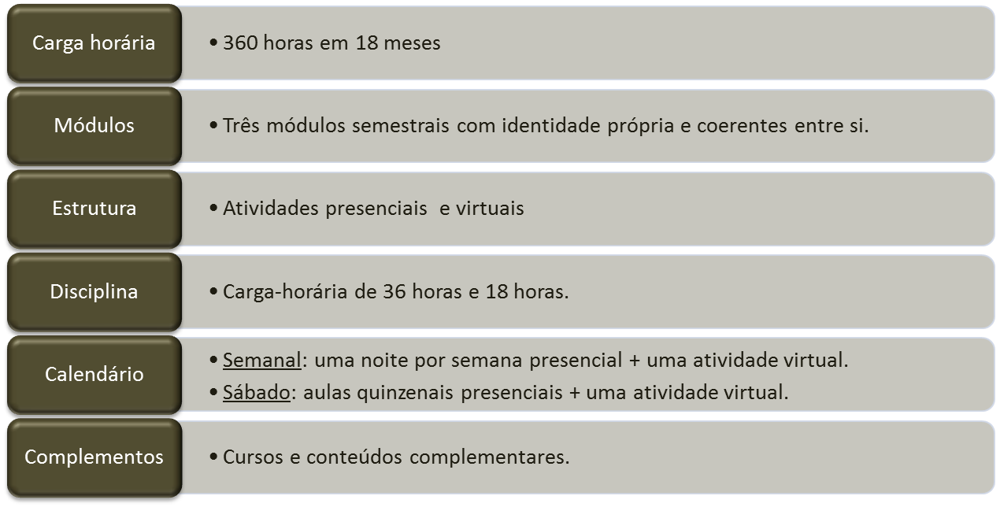 Carga horária
• 360 horas em 18 meses
Módulos
• Três módulos semestrais com identidade própria e coerentes entre si.
Estrutura
• Atividades presenciais  e virtuais
Disciplina
• Carga-horária de 36 horas e 18 horas.
Calendário
• Semanal: uma noite por semana presencial + uma atividade virtual.
• Sábado: aulas quinzenais presenciais + uma atividade virtual.
Complementos
• Cursos e conteúdos complementares.